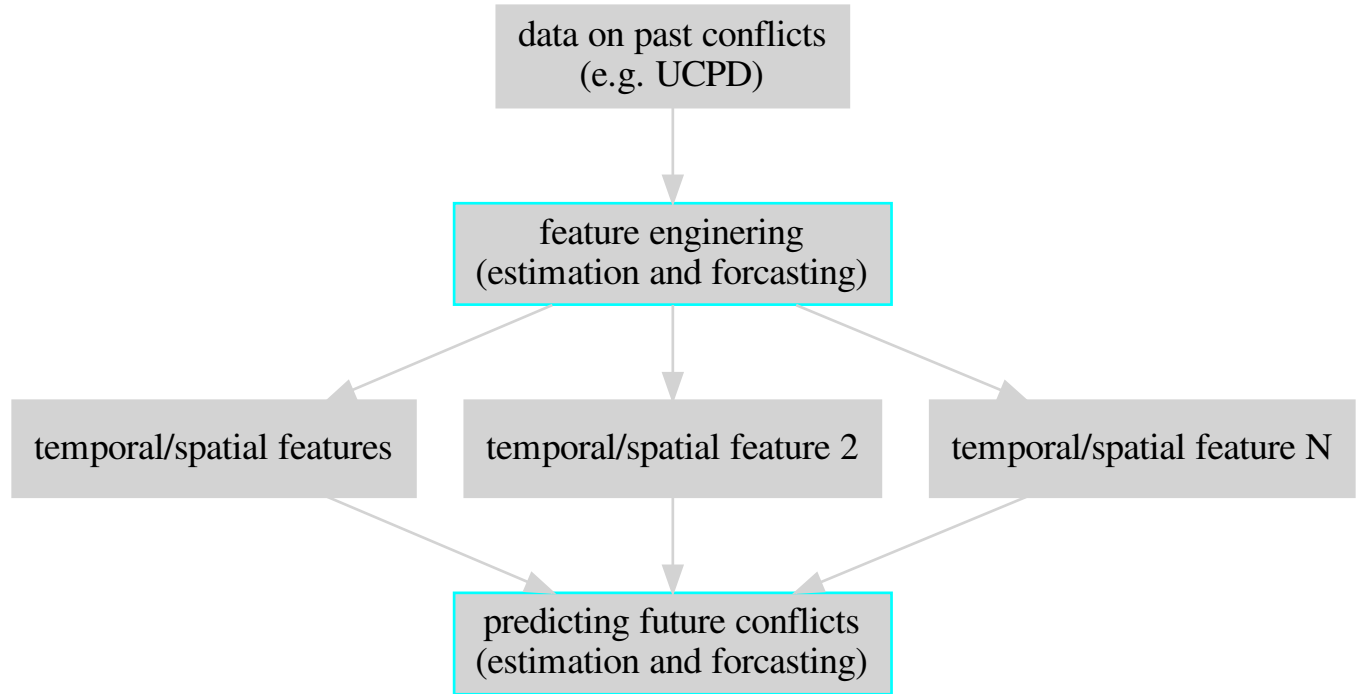 data on past conflicts
(e.g. UCPD)
feature enginering
(estimation and forcasting)
temporal/spatial features
temporal/spatial feature 2
temporal/spatial feature N
predicting future conflicts
(estimation and forcasting)